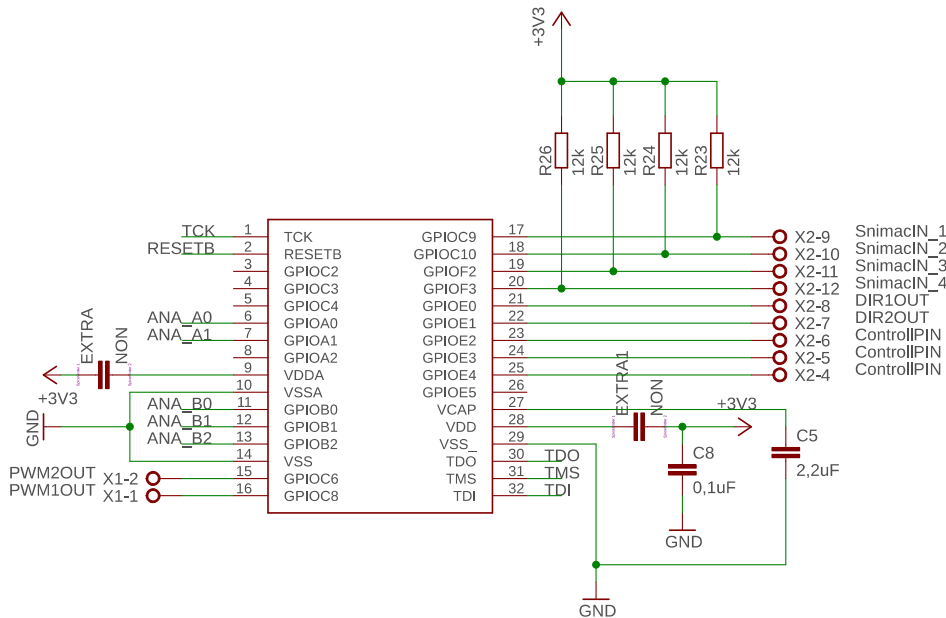 +3V3
R26 12k
R25 12k
R24 12k
R23 12k
TCK 1 TCK GPIOC9 17 X2-9 SnimacIN_1
RESETB 2 RESETB GPIOC10 18 X2-10 SnimacIN_2
3 GPIOC2 GPIOF2 19 X2-11 SnimacIN_3
4 GPIOC3 GPIOF3 20 X2-12 SnimacIN_4
5 GPIOC4 GPIOE0 21 X2-8 DIR1OUT
ANA_A0 6 GPIOA0 GPIOE1 22 X2-7 DIR2OUT
ANA_A1 7 GPIOA1 GPIOE2 23 X2-6 ControllPIN
8 GPIOA2 GPIOE3 24 X2-5 ControllPIN
9 VDDA GPIOE4 25 X2-4 ControllPIN
10 VSSA GPIOE5 26
ANA_B0 11 GPIOB0 VCAP 27
ANA_B1 12 GPIOB1 VDD 28
ANA_B2 13 GPIOB2 VSS_ 29
14 VSS TDO 30 TDO
PWM2OUT X1-2 15 GPIOC6 TMS 31 TMS
PWM1OUT X1-1 16 GPIOC8 TDI 32 TDI
EXTRA NON
+3V3
GND
EXTRA1 NON
+3V3
C8
0,1uF
GND
C5
2,2uF
GND